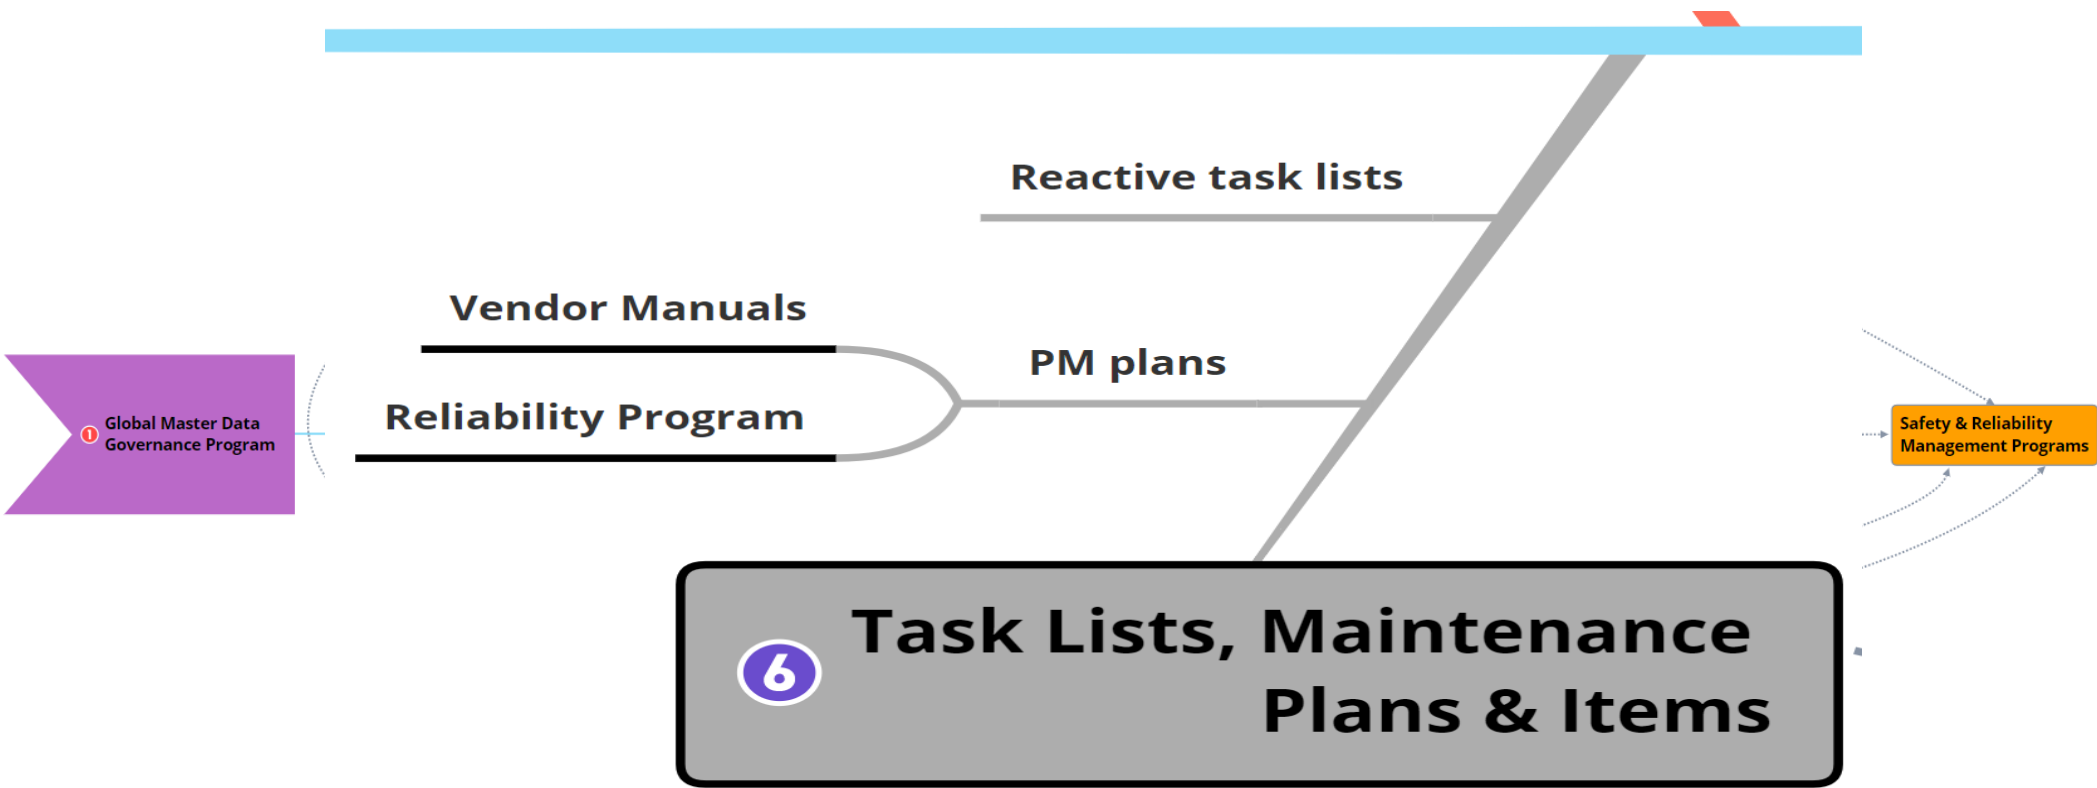 Reactive task lists
Vendor Manuals
PM plans
Reliability Program
1 Global Master Data
Governance Program
Safety & Reliability
Management Programs
6 Task Lists, Maintenance
Plans & Items